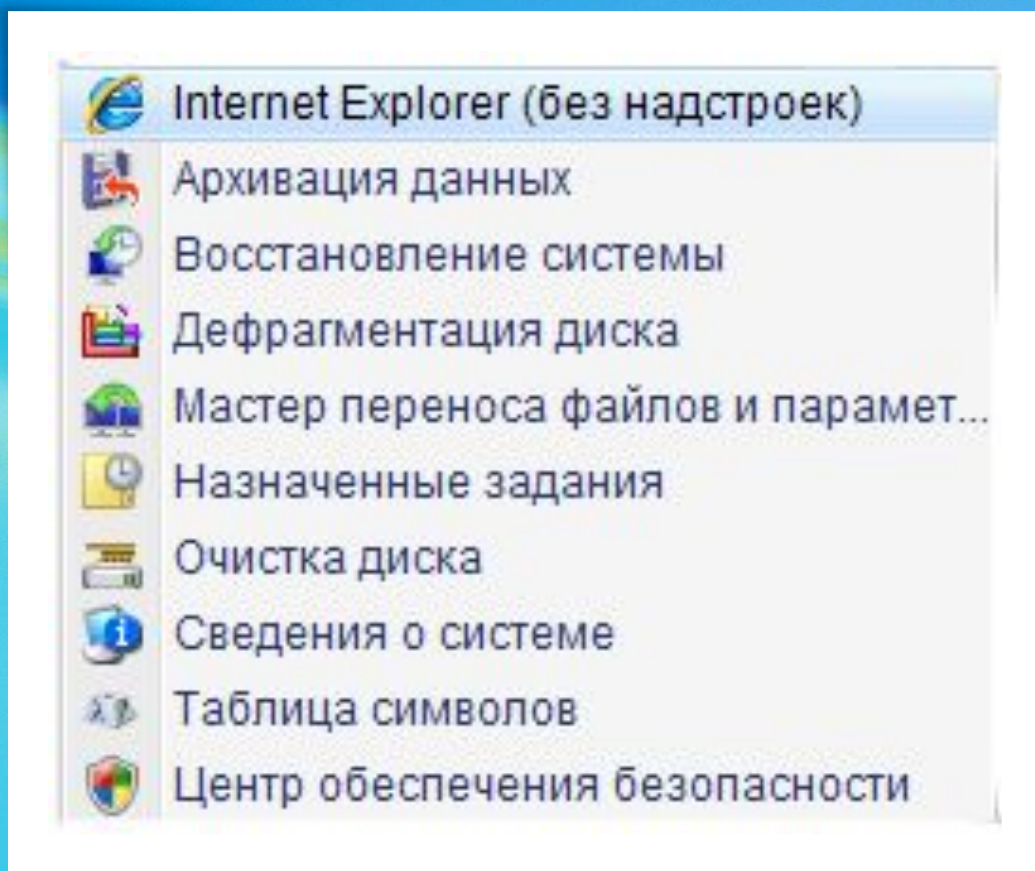 Internet Explorer (без надстроек)
Архивация данных
Восстановление системы
Дефрагментация диска
Мастер переноса файлов и парамет...
Назначенные задания
Очистка диска
Сведения о системе
Таблица символов
Центр обеспечения безопасности